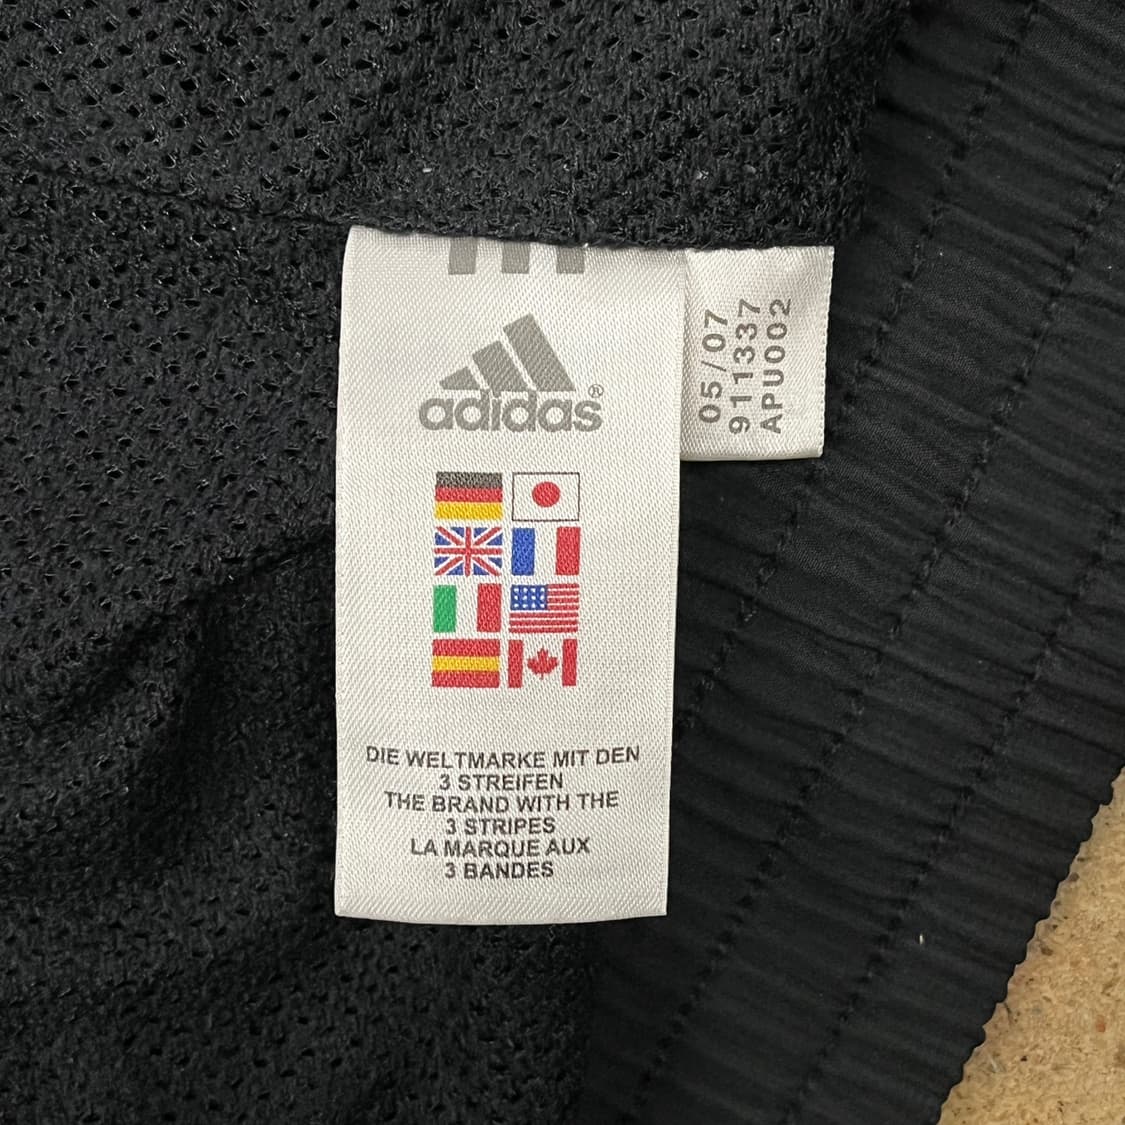 adidas®
DIE WELTMARKE MIT DEN
3 STREIFEN
THE BRAND WITH THE
3 STRIPES
LA MARQUE AUX
3 BANDES
05/07
911337
APU002